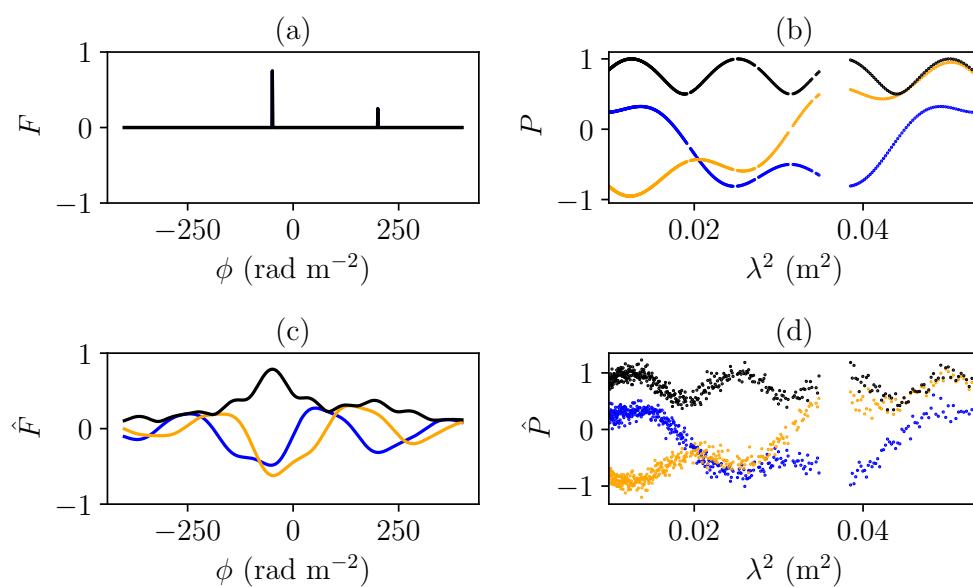 (a)
1
0
−1
F
−250 0 250
ϕ (rad m⁻²)
(b)
1
0
−1
P
0.02 0.04
λ² (m²)
(c)
1
0
−1
F̂
−250 0 250
ϕ (rad m⁻²)
(d)
1
0
−1
P̂
0.02 0.04
λ² (m²)